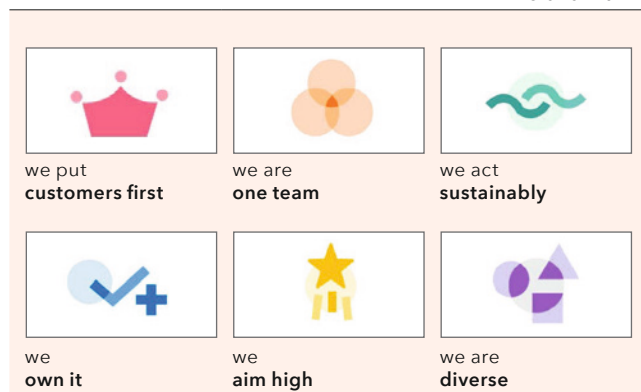 we put
customers first
we are
one team
we act
sustainably
we
own it
we
aim high
we are
diverse